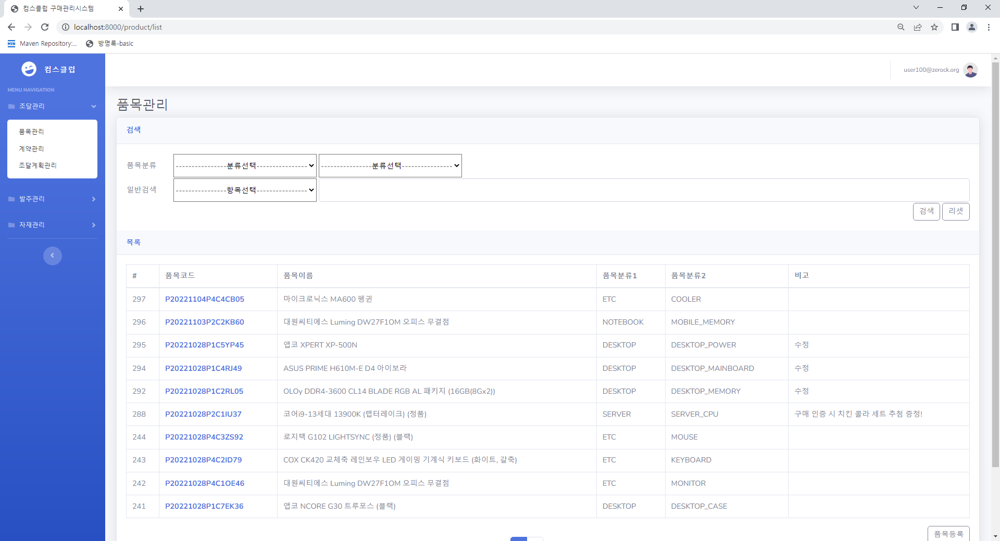 컴스클럽 구매관리시스템
localhost:8000/product/list
Maven Repository:... 방명록-basic
컴스클럽
user100@zerock.org
MENU NAVIGATION
조달관리
품목관리
계약관리
조달계획관리
발주관리
자재관리
품목관리
검색
품목분류 ----------------분류선택---------------- ----------------분류선택----------------
일반검색 ----------------항목선택----------------
검색 리셋
목록
# 품목코드 품목이름 품목분류1 품목분류2 비고
297 P20221104P4C4CB05 마이크로닉스 MA600 펭귄 ETC COOLER
296 P20221103P2C2KB60 대원씨티에스 Luming DW27F1OM 오피스 무결점 NOTEBOOK MOBILE_MEMORY
295 P20221028P1C5YP45 앱코 XPERT XP-500N DESKTOP DESKTOP_POWER 수정
294 P20221028P1C4RJ49 ASUS PRIME H610M-E D4 아이보라 DESKTOP DESKTOP_MAINBOARD 수정
292 P20221028P1C2RL05 OLOy DDR4-3600 CL14 BLADE RGB AL 패키지 (16GB(8Gx2)) DESKTOP DESKTOP_MEMORY 수정
288 P20221028P2C1IU37 코어i9-13세대 13900K (랩터레이크) (정품) SERVER SERVER_CPU 구매 인증 시 치킨 콜라 세트 추첨 증정!
244 P20221028P4C3ZS92 로지텍 G102 LIGHTSYNC (정품) (블랙) ETC MOUSE
243 P20221028P4C2ID79 COX CK420 교체축 레인보우 LED 게이밍 기계식 키보드 (화이트, 갈축) ETC KEYBOARD
242 P20221028P4C1OE46 대원씨티에스 Luming DW27F1OM 오피스 무결점 ETC MONITOR
241 P20221028P1C7EK36 앱코 NCORE G30 트루포스 (블랙) DESKTOP DESKTOP_CASE
품목등록